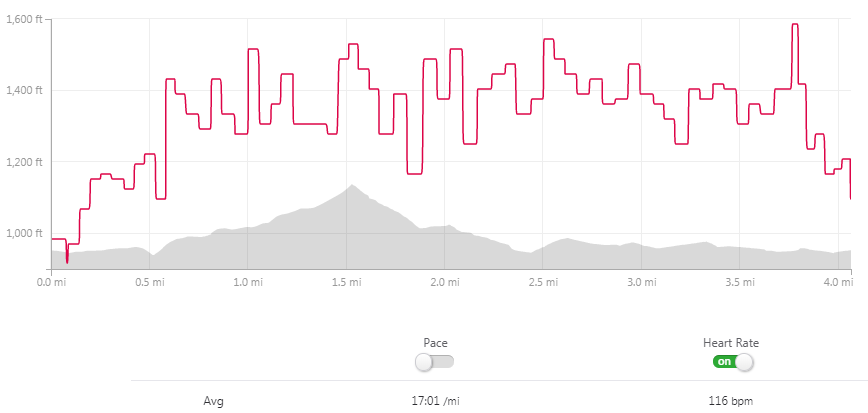 1,600 ft
1,400 ft
1,200 ft
1,000 ft
0.0 mi 0.5 mi 1.0 mi 1.5 mi 2.0 mi 2.5 mi 3.0 mi 3.5 mi 4.0 mi
Pace Heart Rate
on
Avg 17:01 /mi 116 bpm